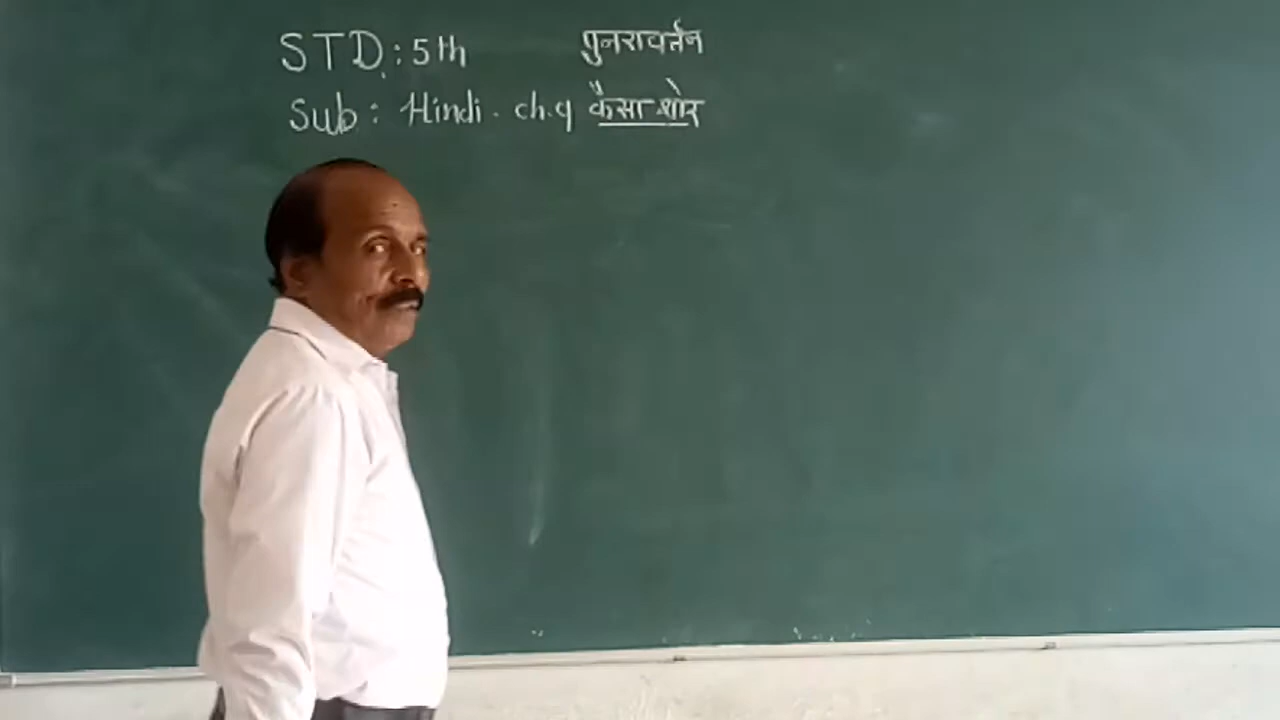 STD : 5th पुनरावर्तन
Sub : Hindi . ch.9 कैसा शोर